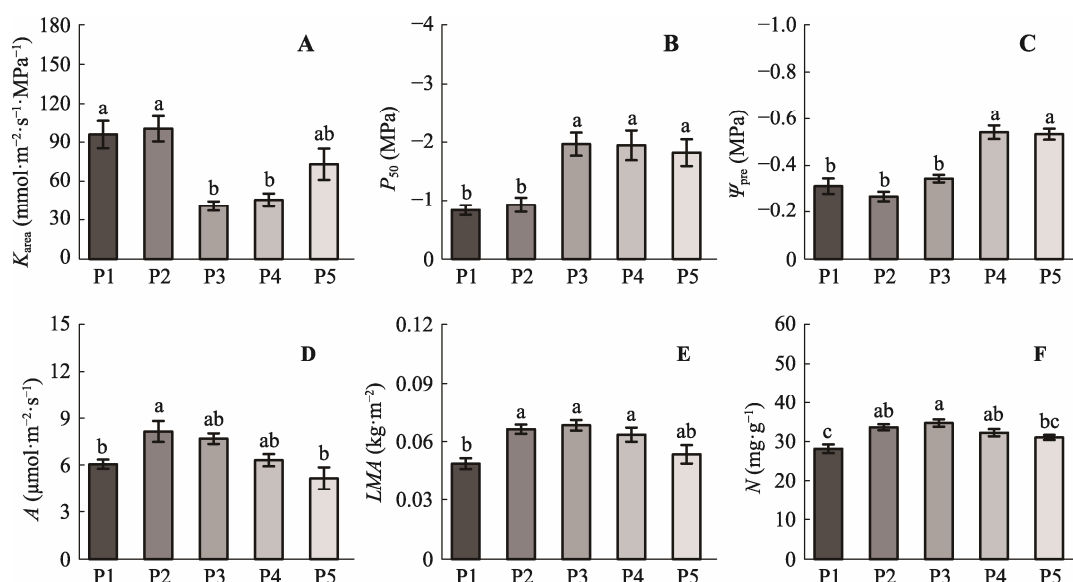 A
K_area (mmol·m⁻²·s⁻¹·MPa⁻¹)
180
150
120
90
60
30
0
a
a
b
b
ab
P1 P2 P3 P4 P5
B
P₅₀ (MPa)
−4
−3
−2
−1
0
b
b
a
a
a
P1 P2 P3 P4 P5
C
Ψ_pre (MPa)
−1.0
−0.8
−0.6
−0.4
−0.2
0
b
b
b
a
a
P1 P2 P3 P4 P5
D
A (μmol·m⁻²·s⁻¹)
15
12
9
6
3
0
b
a
ab
ab
b
P1 P2 P3 P4 P5
E
LMA (kg·m⁻²)
0.12
0.09
0.06
0.03
0
b
a
a
a
ab
P1 P2 P3 P4 P5
F
N (mg·g⁻¹)
60
50
40
30
20
10
0
c
ab
a
ab
bc
P1 P2 P3 P4 P5